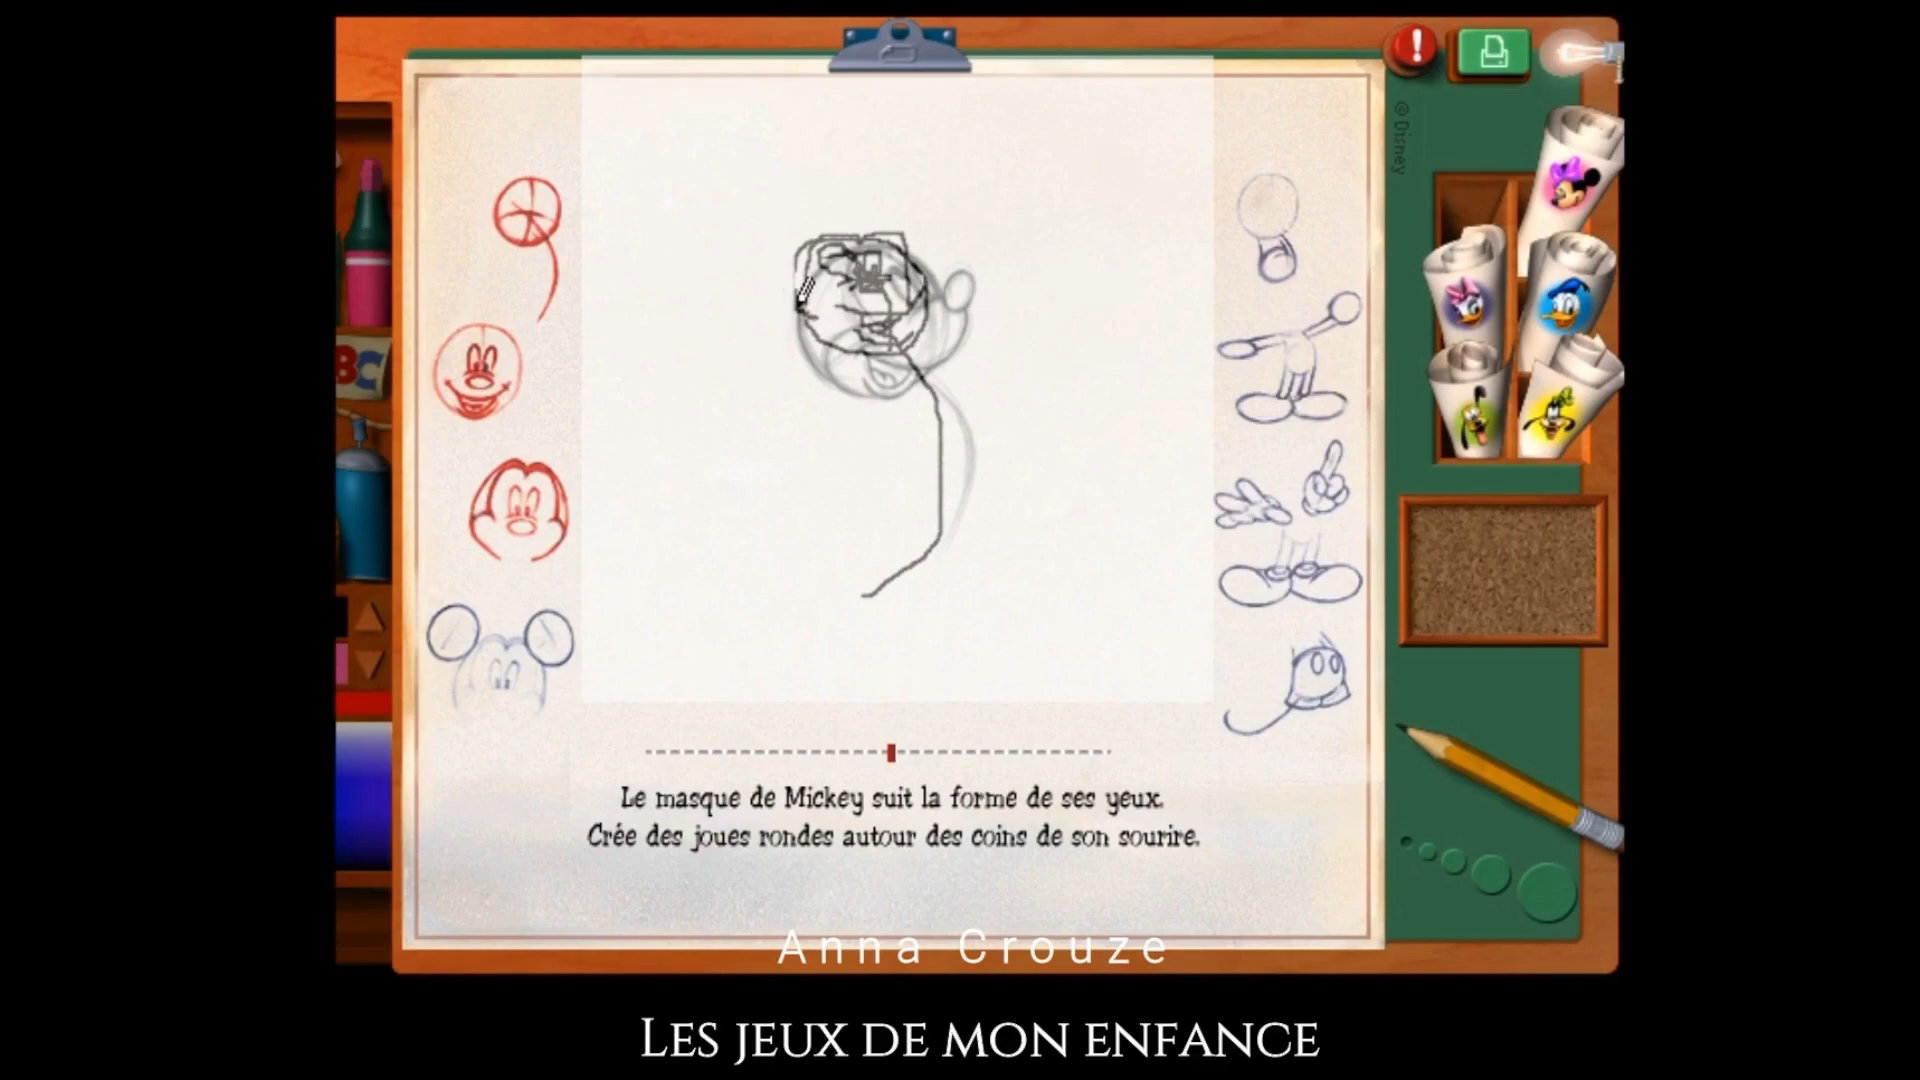 © Disney
BC
Le masque de Mickey suit la forme de ses yeux.
Crée des joues rondes autour des coins de son sourire.
Anna Crouze
Les jeux de mon enfance